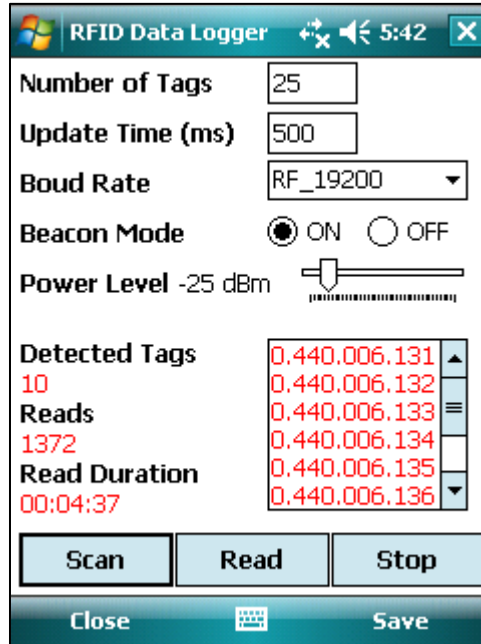 RFID Data Logger 5:42
Number of Tags 25
Update Time (ms) 500
Boud Rate RF_19200
Beacon Mode ON OFF
Power Level -25 dBm
Detected Tags
10
Reads
1372
Read Duration
00:04:37
0.440.006.131
0.440.006.132
0.440.006.133
0.440.006.134
0.440.006.135
0.440.006.136
Scan Read Stop
Close Save